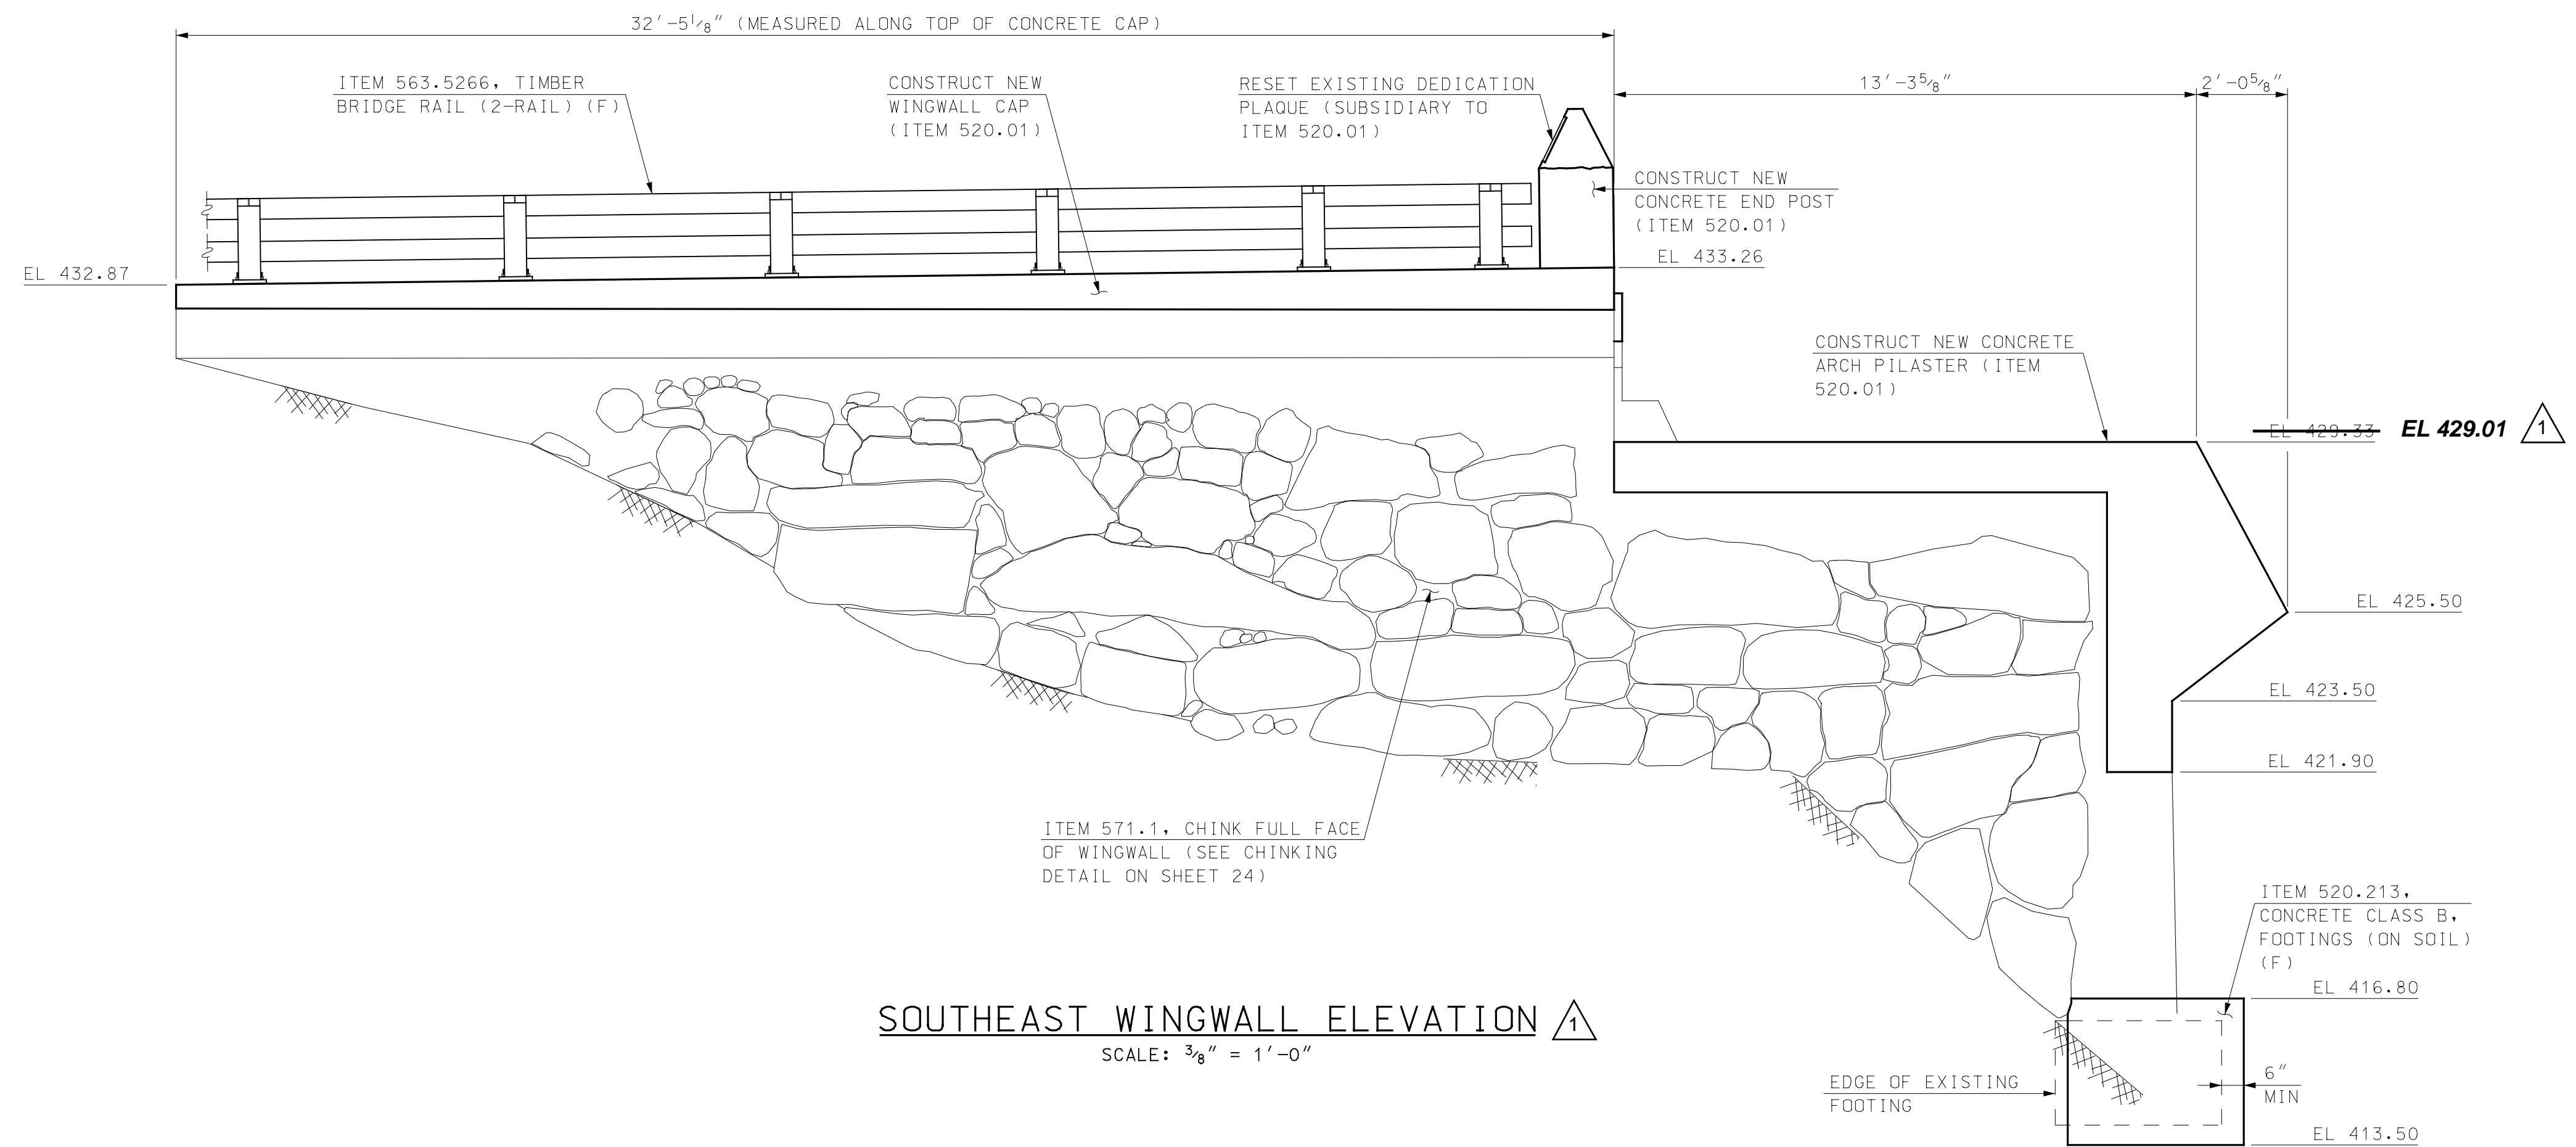 32'-5 1/8" (MEASURED ALONG TOP OF CONCRETE CAP)
ITEM 563.5266, TIMBER
BRIDGE RAIL (2-RAIL) (F)
CONSTRUCT NEW
WINGWALL CAP
(ITEM 520.01)
RESET EXISTING DEDICATION
PLAQUE (SUBSIDIARY TO
ITEM 520.01)
13'-3 5/8"
2'-0 5/8"
CONSTRUCT NEW
CONCRETE END POST
(ITEM 520.01)
EL 432.87
EL 433.26
CONSTRUCT NEW CONCRETE
ARCH PILASTER (ITEM
520.01)
EL 429.33
EL 429.01
1
EL 425.50
EL 423.50
EL 421.90
ITEM 571.1, CHINK FULL FACE
OF WINGWALL (SEE CHINKING
DETAIL ON SHEET 24)
ITEM 520.213,
CONCRETE CLASS B,
FOOTINGS (ON SOIL)
(F)
EL 416.80
SOUTHEAST WINGWALL ELEVATION
1
SCALE: 3/8" = 1'-0"
EDGE OF EXISTING
FOOTING
6"
MIN
EL 413.50